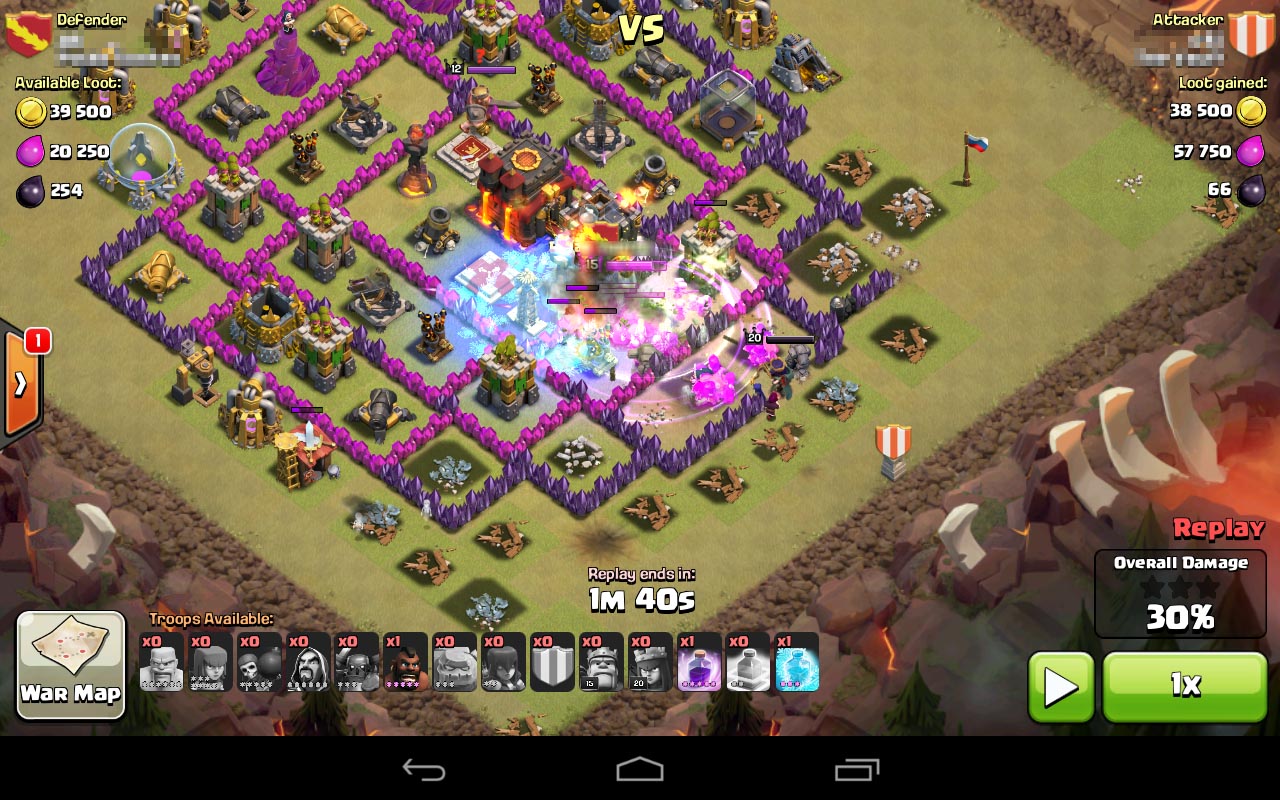 Defender
VS
Attacker
Available Loot:
39 500
20 250
254
Loot gained:
38 500
57 750
66
12
15
20
1
Replay
Overall Damage
30%
Replay ends in:
1M 40S
Troops Available:
x0 x0 x0 x0 x0 x1 x0 x0 x0 x0 x0 x1 x0 x1
15 20
War Map
1x